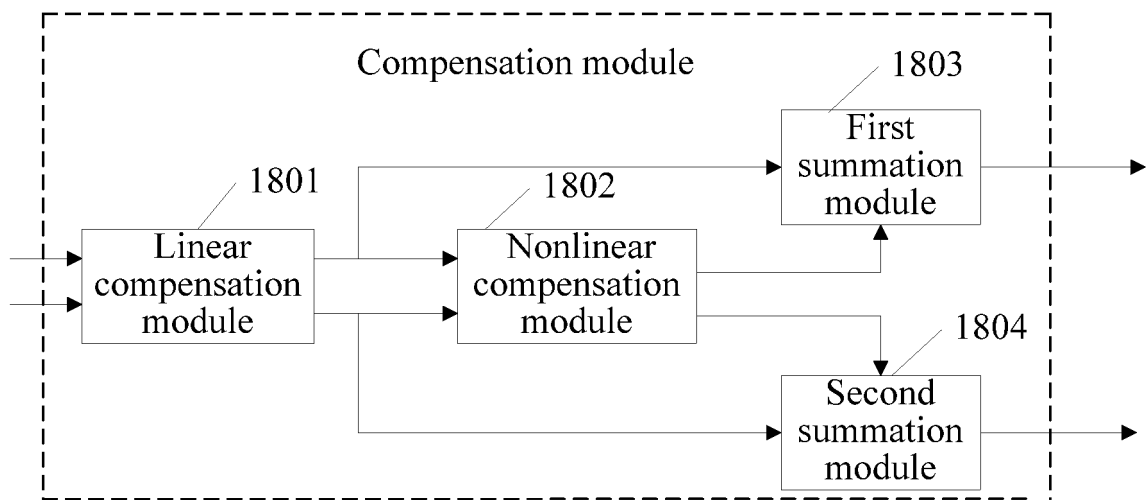 Compensation module
1803
First
summation
module
1801
1802
Linear
compensation
module
Nonlinear
compensation
module
1804
Second
summation
module